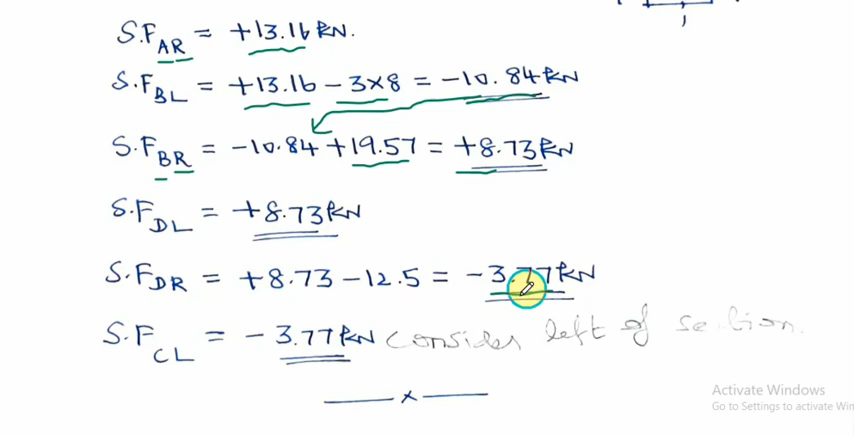 S.F_AR = +13.16 kN.
S.F_BL = +13.16 - 3×8 = -10.84 kN
S.F_BR = -10.84 + 19.57 = +8.73 kN
S.F_DL = +8.73 kN
S.F_DR = +8.73 - 12.5 = -3.77 kN
S.F_CL = -3.77 kN Consider left of section.
x
Activate Windows
Go to Settings to activate Win